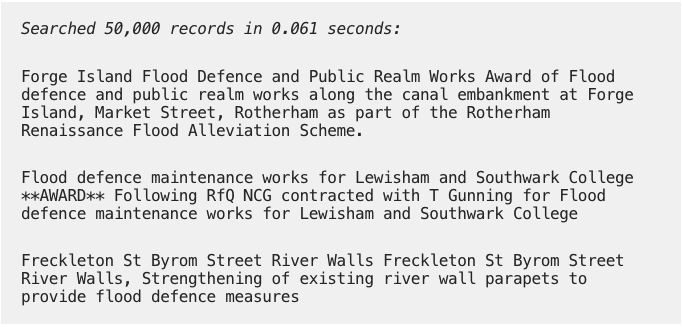 Searched 50,000 records in 0.061 seconds:
Forge Island Flood Defence and Public Realm Works Award of Flood
defence and public realm works along the canal embankment at Forge
Island, Market Street, Rotherham as part of the Rotherham
Renaissance Flood Alleviation Scheme.
Flood defence maintenance works for Lewisham and Southwark College
**AWARD** Following RfQ NCG contracted with T Gunning for Flood
defence maintenance works for Lewisham and Southwark College
Freckleton St Byrom Street River Walls Freckleton St Byrom Street
River Walls, Strengthening of existing river wall parapets to
provide flood defence measures